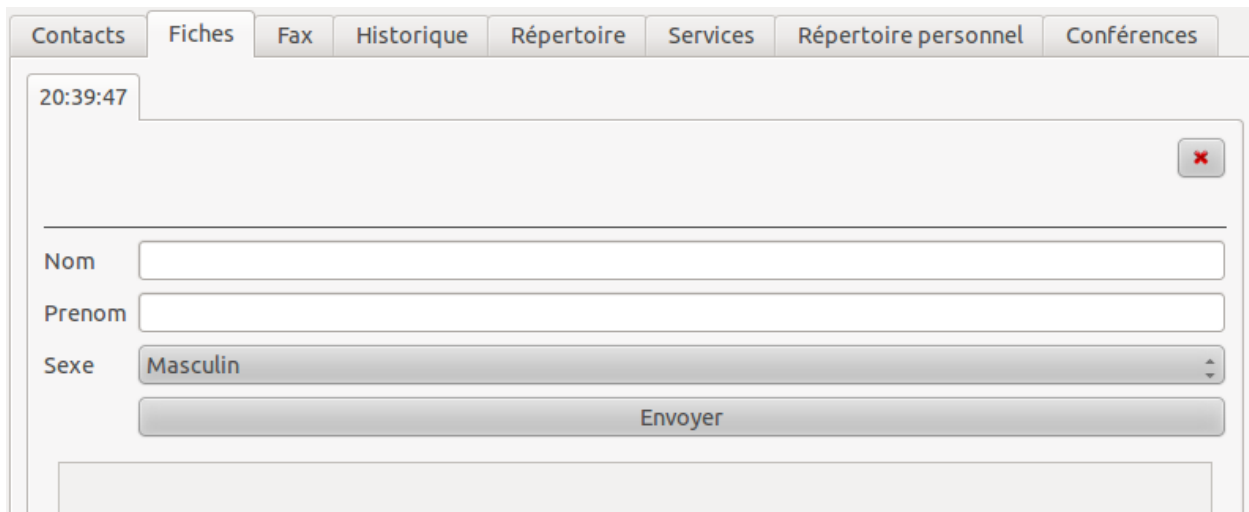 Contacts Fiches Fax Historique Répertoire Services Répertoire personnel Conférences
20:39:47
Nom
Prenom
Sexe Masculin
Envoyer